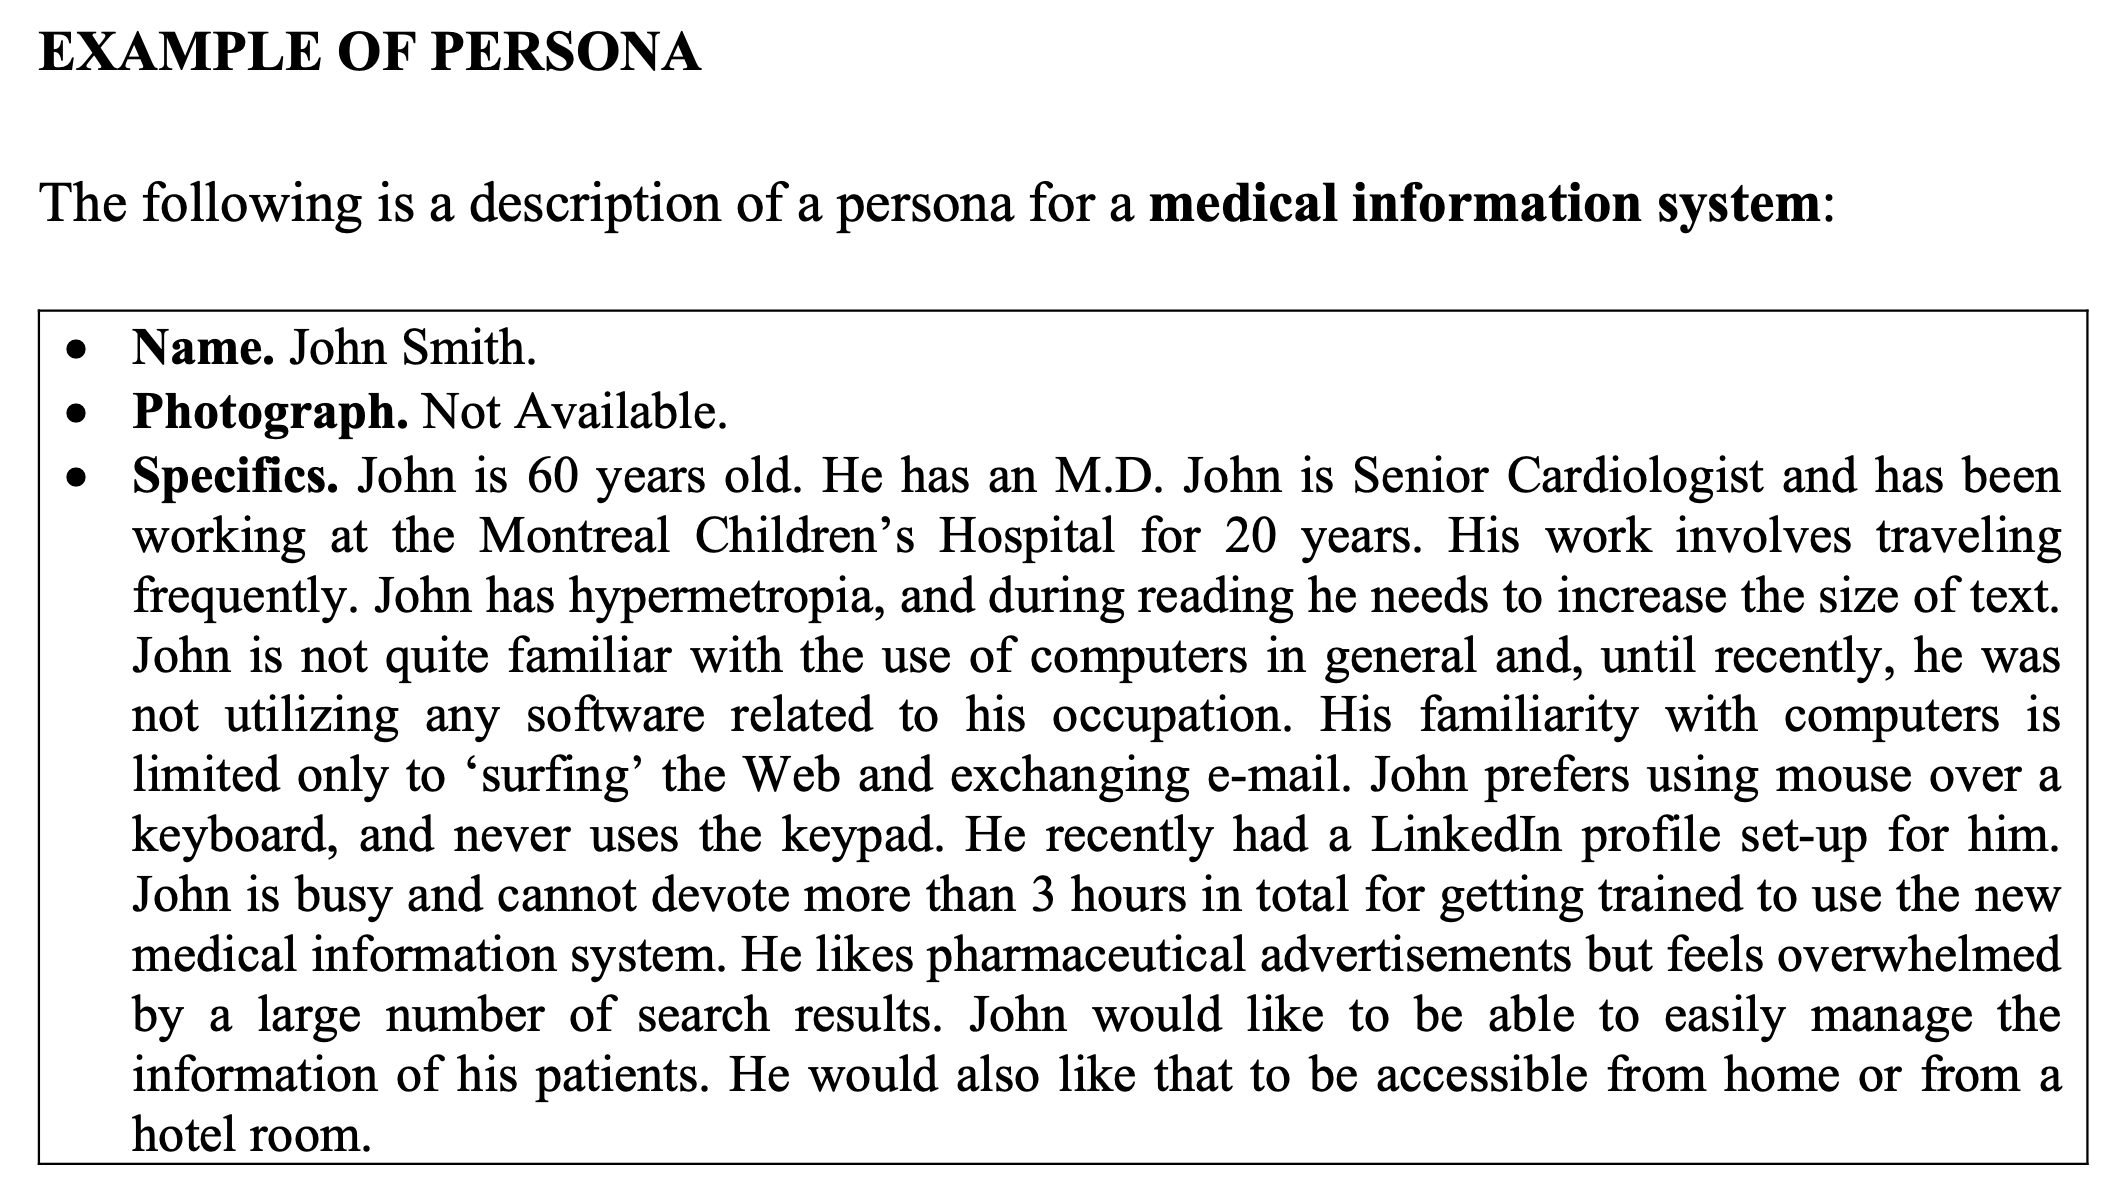 EXAMPLE OF PERSONA
The following is a description of a persona for a medical information system:
• Name. John Smith.
• Photograph. Not Available.
• Specifics. John is 60 years old. He has an M.D. John is Senior Cardiologist and has been
working at the Montreal Children’s Hospital for 20 years. His work involves traveling
frequently. John has hypermetropia, and during reading he needs to increase the size of text.
John is not quite familiar with the use of computers in general and, until recently, he was
not utilizing any software related to his occupation. His familiarity with computers is
limited only to ‘surfing’ the Web and exchanging e-mail. John prefers using mouse over a
keyboard, and never uses the keypad. He recently had a LinkedIn profile set-up for him.
John is busy and cannot devote more than 3 hours in total for getting trained to use the new
medical information system. He likes pharmaceutical advertisements but feels overwhelmed
by a large number of search results. John would like to be able to easily manage the
information of his patients. He would also like that to be accessible from home or from a
hotel room.